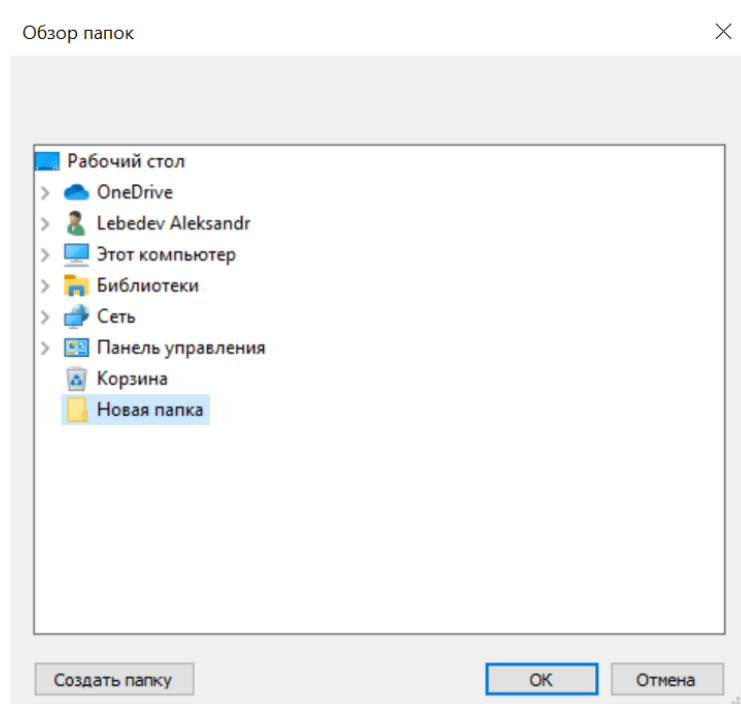 Обзор папок
Рабочий стол
OneDrive
Lebedev Aleksandr
Этот компьютер
Библиотеки
Сеть
Панель управления
Корзина
Новая папка
Создать папку ОК Отмена